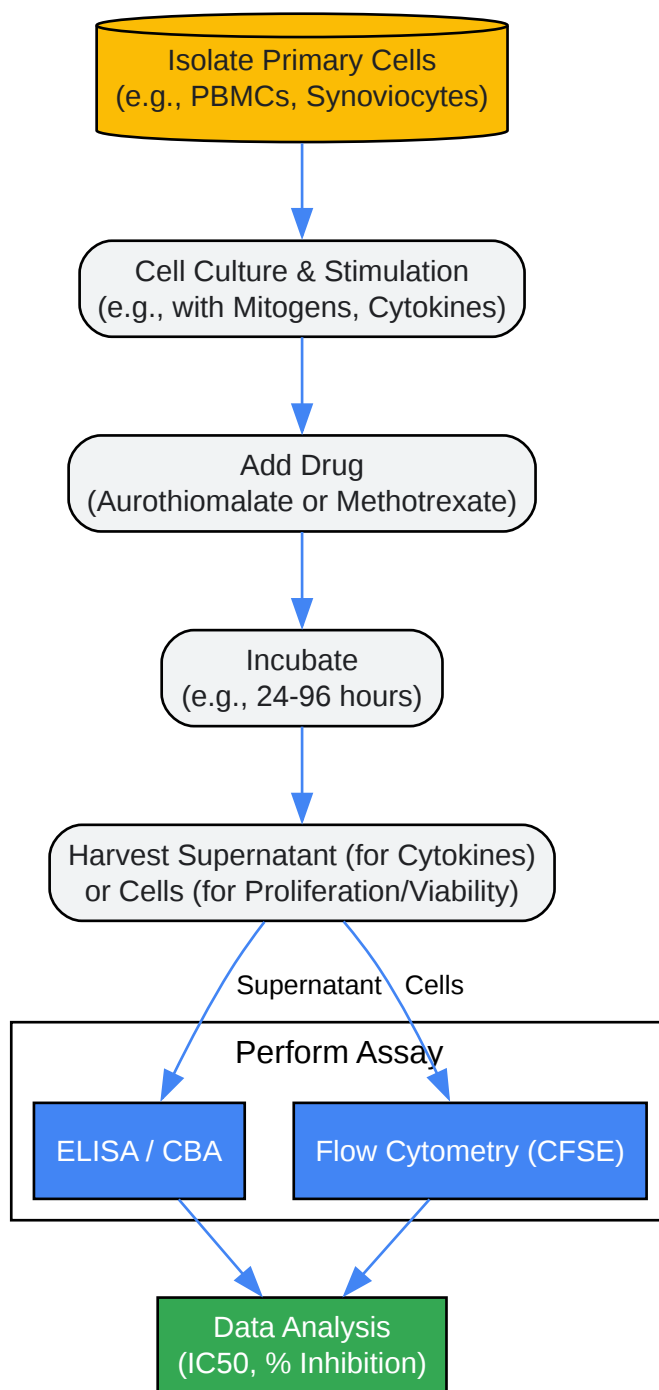 Isolate Primary Cells
(e.g., PBMCs, Synoviocytes)
Cell Culture & Stimulation
(e.g., with Mitogens, Cytokines)
Add Drug
(Aurothiomalate or Methotrexate)
Incubate
(e.g., 24-96 hours)
Harvest Supernatant (for Cytokines)
or Cells (for Proliferation/Viability)
Supernatant
Cells
Perform Assay
ELISA / CBA
Flow Cytometry (CFSE)
Data Analysis
(IC50, % Inhibition)